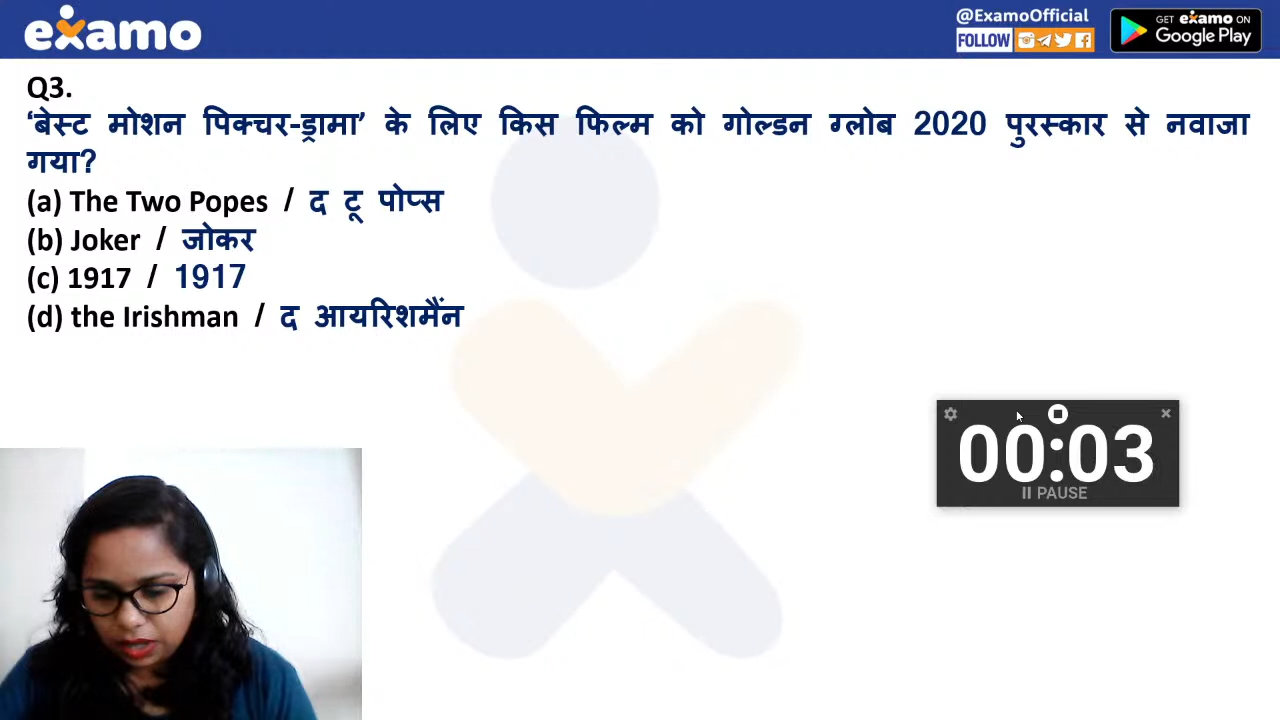 examo
@ExamoOfficial
FOLLOW
GET examo ON
Google Play
Q3.
‘बेस्ट मोशन पिक्चर-ड्रामा’ के लिए किस फिल्म को गोल्डन ग्लोब 2020 पुरस्कार से नवाजा
गया?
(a) The Two Popes / द टू पोप्स
(b) Joker / जोकर
(c) 1917 / 1917
(d) the Irishman / द आयरिशमैंन
00:03
PAUSE